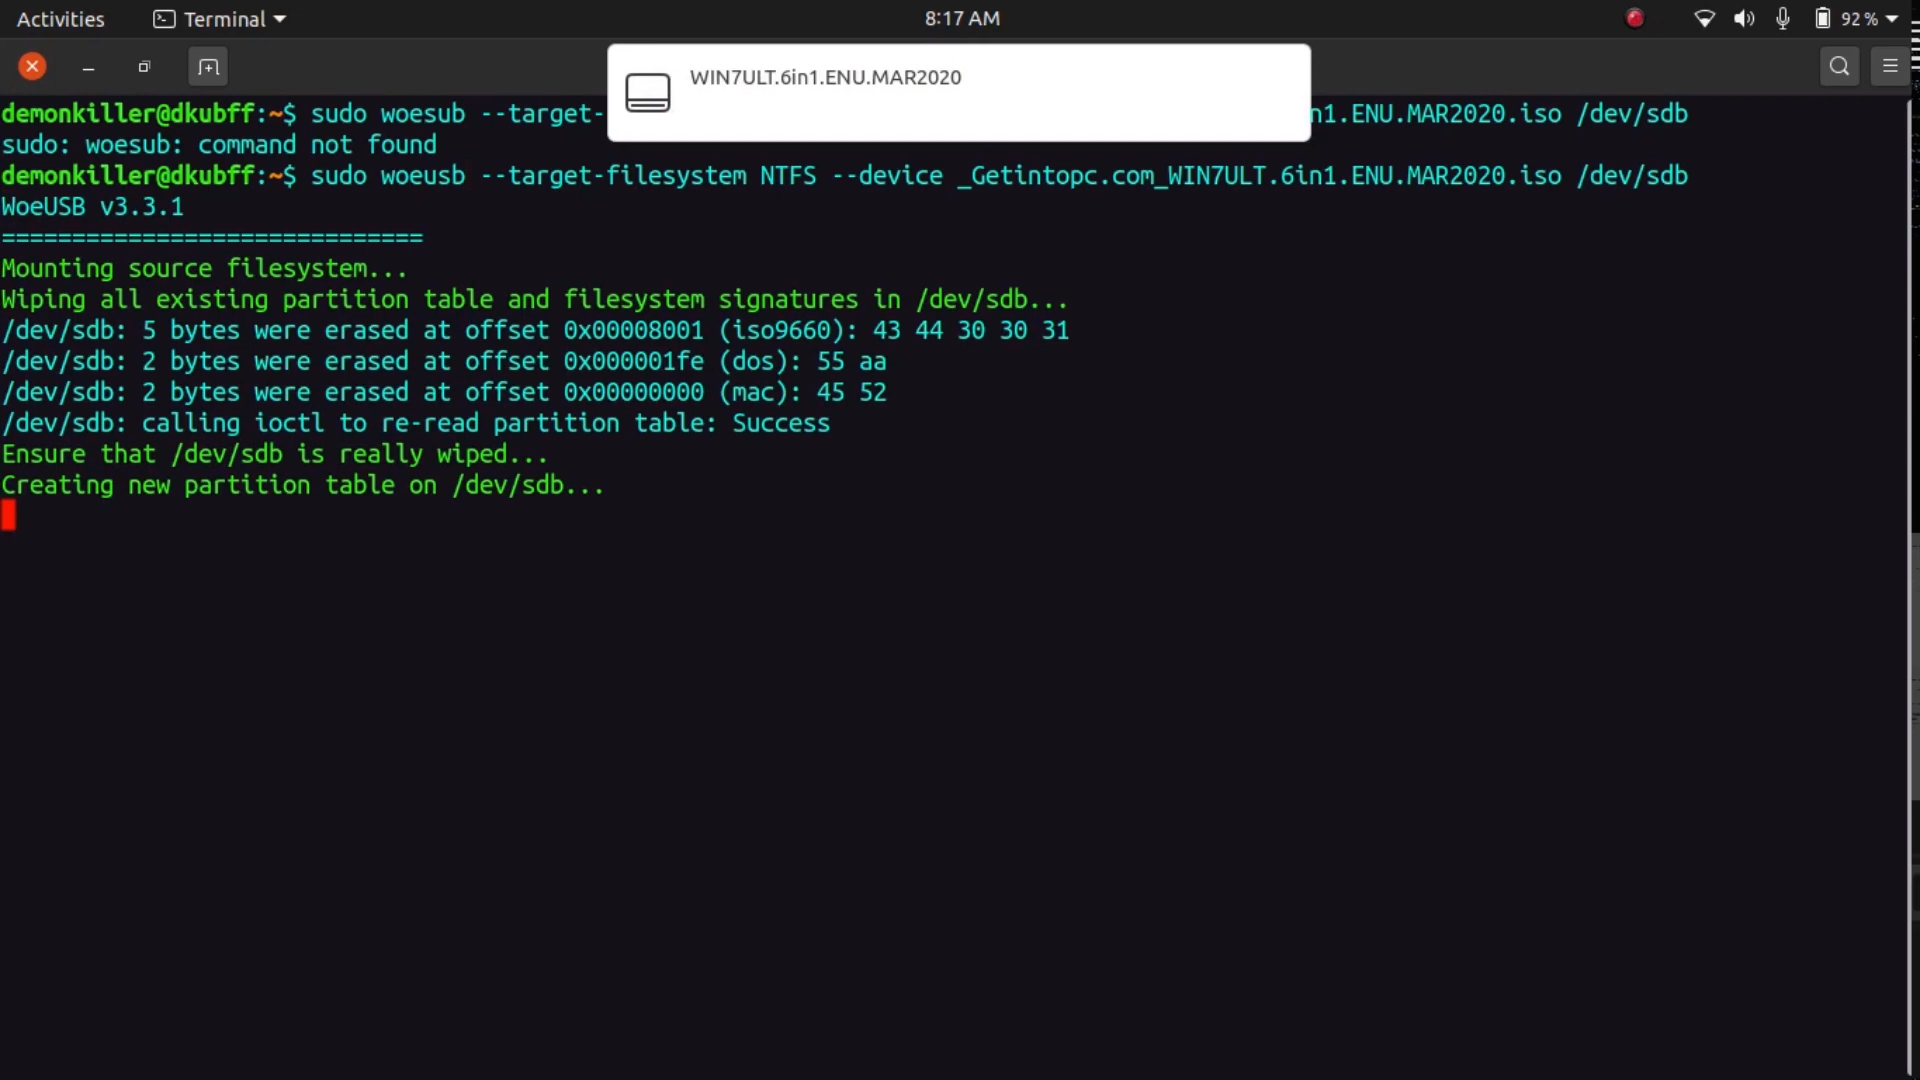 Activities Terminal 8:17 AM 92 %
WIN7ULT.6in1.ENU.MAR2020
demonkiller@dkubff:~$ sudo woesub --target- n1.ENU.MAR2020.iso /dev/sdb
sudo: woesub: command not found
demonkiller@dkubff:~$ sudo woeusb --target-filesystem NTFS --device _Getintopc.com_WIN7ULT.6in1.ENU.MAR2020.iso /dev/sdb
WoeUSB v3.3.1
==============================
Mounting source filesystem...
Wiping all existing partition table and filesystem signatures in /dev/sdb...
/dev/sdb: 5 bytes were erased at offset 0x00008001 (iso9660): 43 44 30 30 31
/dev/sdb: 2 bytes were erased at offset 0x000001fe (dos): 55 aa
/dev/sdb: 2 bytes were erased at offset 0x00000000 (mac): 45 52
/dev/sdb: calling ioctl to re-read partition table: Success
Ensure that /dev/sdb is really wiped...
Creating new partition table on /dev/sdb...